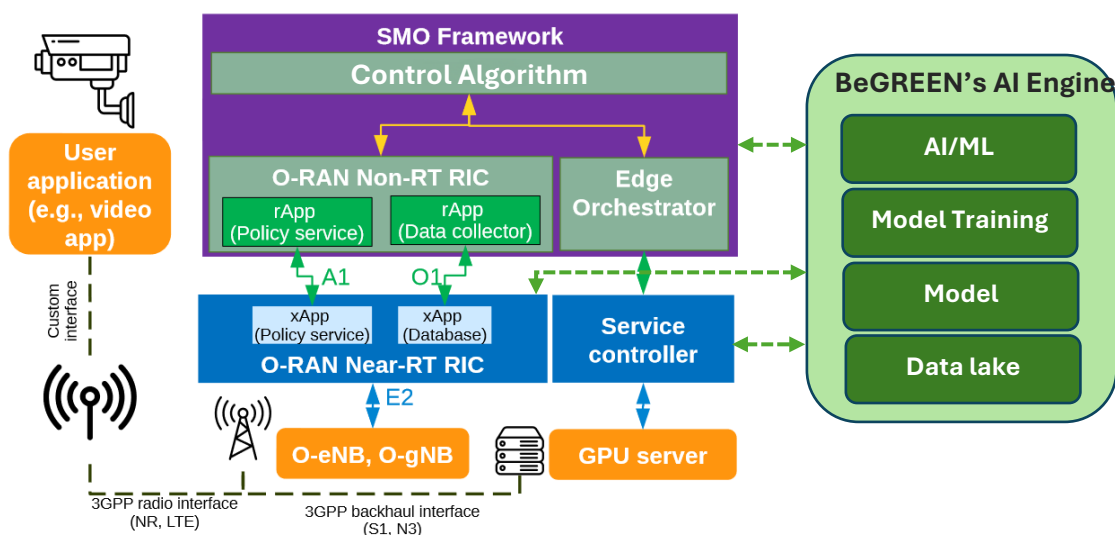 SMO Framework
Control Algorithm
BeGREEN's AI Engine
AI/ML
Model Training
Model
Data lake
User
application
(e.g., video
app)
O-RAN Non-RT RIC
rApp
(Policy service)
rApp
(Data collector)
Edge
Orchestrator
A1
O1
Custom
interface
xApp
(Policy service)
xApp
(Database)
O-RAN Near-RT RIC
Service
controller
E2
O-eNB, O-gNB
GPU server
3GPP radio interface
(NR, LTE)
3GPP backhaul interface
(S1, N3)